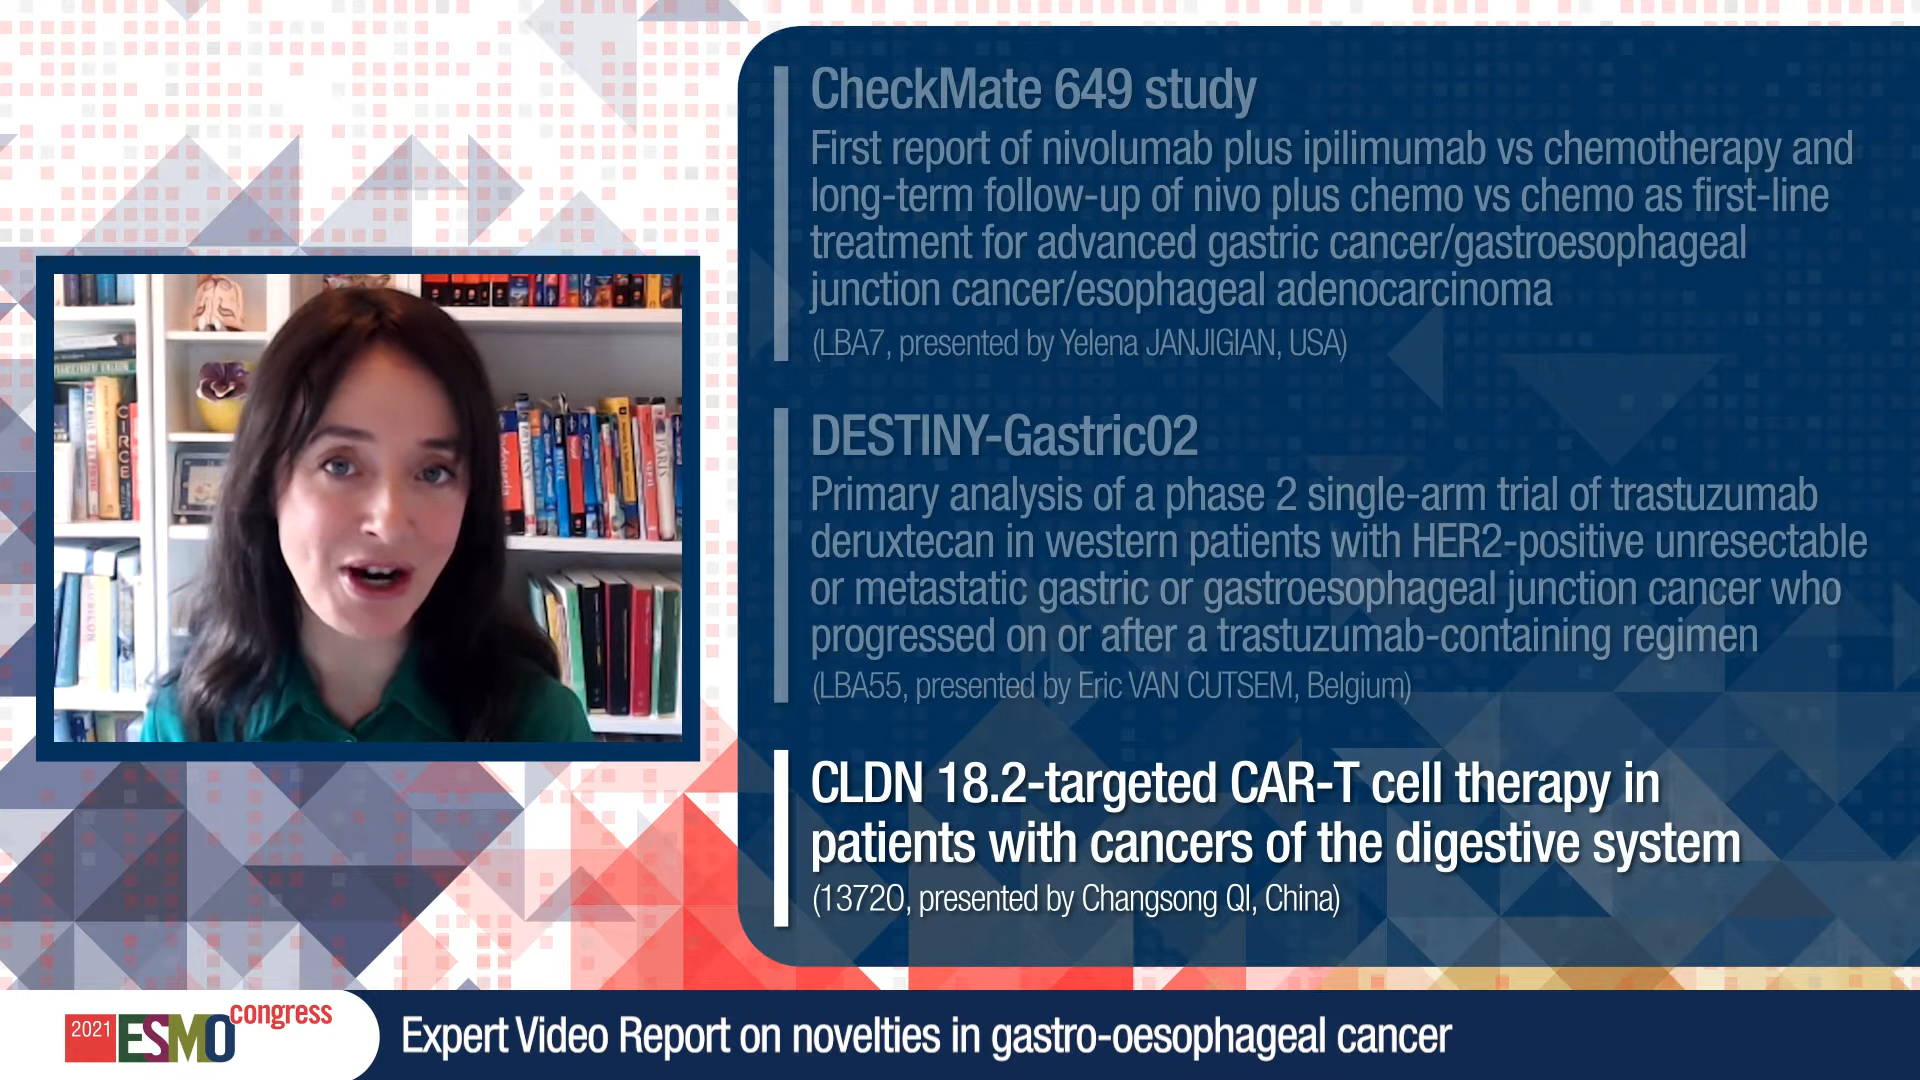 CheckMate 649 study
First report of nivolumab plus ipilimumab vs chemotherapy and
long-term follow-up of nivo plus chemo vs chemo as first-line
treatment for advanced gastric cancer/gastroesophageal
junction cancer/esophageal adenocarcinoma
(LBA7, presented by Yelena JANJIGIAN, USA)
DESTINY-Gastric02
Primary analysis of a phase 2 single-arm trial of trastuzumab
deruxtecan in western patients with HER2-positive unresectable
or metastatic gastric or gastroesophageal junction cancer who
progressed on or after a trastuzumab-containing regimen
(LBA55, presented by Eric VAN CUTSEM, Belgium)
CLDN 18.2-targeted CAR-T cell therapy in
patients with cancers of the digestive system
(1372O, presented by Changsong QI, China)
CIRCE
PARIS
2021 ESMO congress
Expert Video Report on novelties in gastro-oesophageal cancer